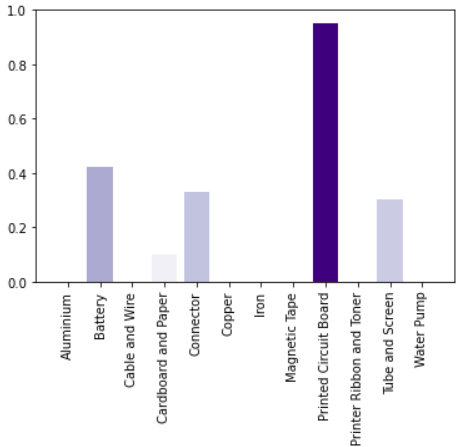 1.0
0.8
0.6
0.4
0.2
0.0
Aluminium
Battery
Cable and Wire
Cardboard and Paper
Connector
Copper
Iron
Magnetic Tape
Printed Circuit Board
Printer Ribbon and Toner
Tube and Screen
Water Pump